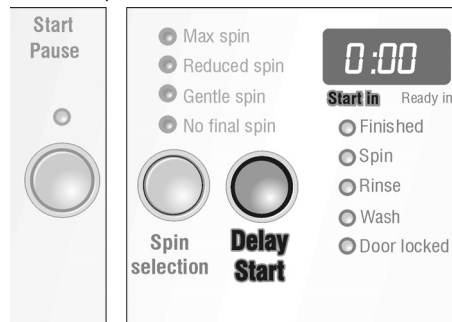 Start
Pause
Max spin
Reduced spin
Gentle spin
No final spin
Spin
selection
Delay
Start
0:00
Start in Ready in
Finished
Spin
Rinse
Wash
Door locked